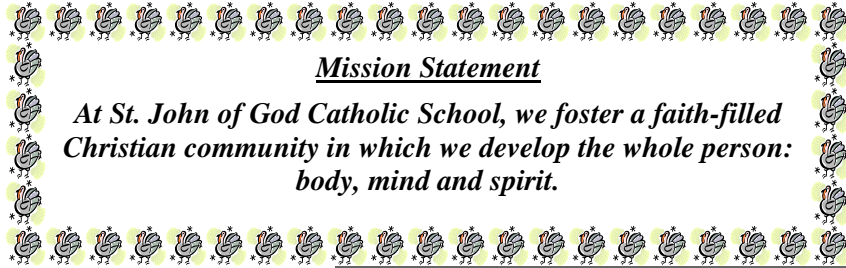 Mission Statement
At St. John of God Catholic School, we foster a faith-filled
Christian community in which we develop the whole person:
body, mind and spirit.